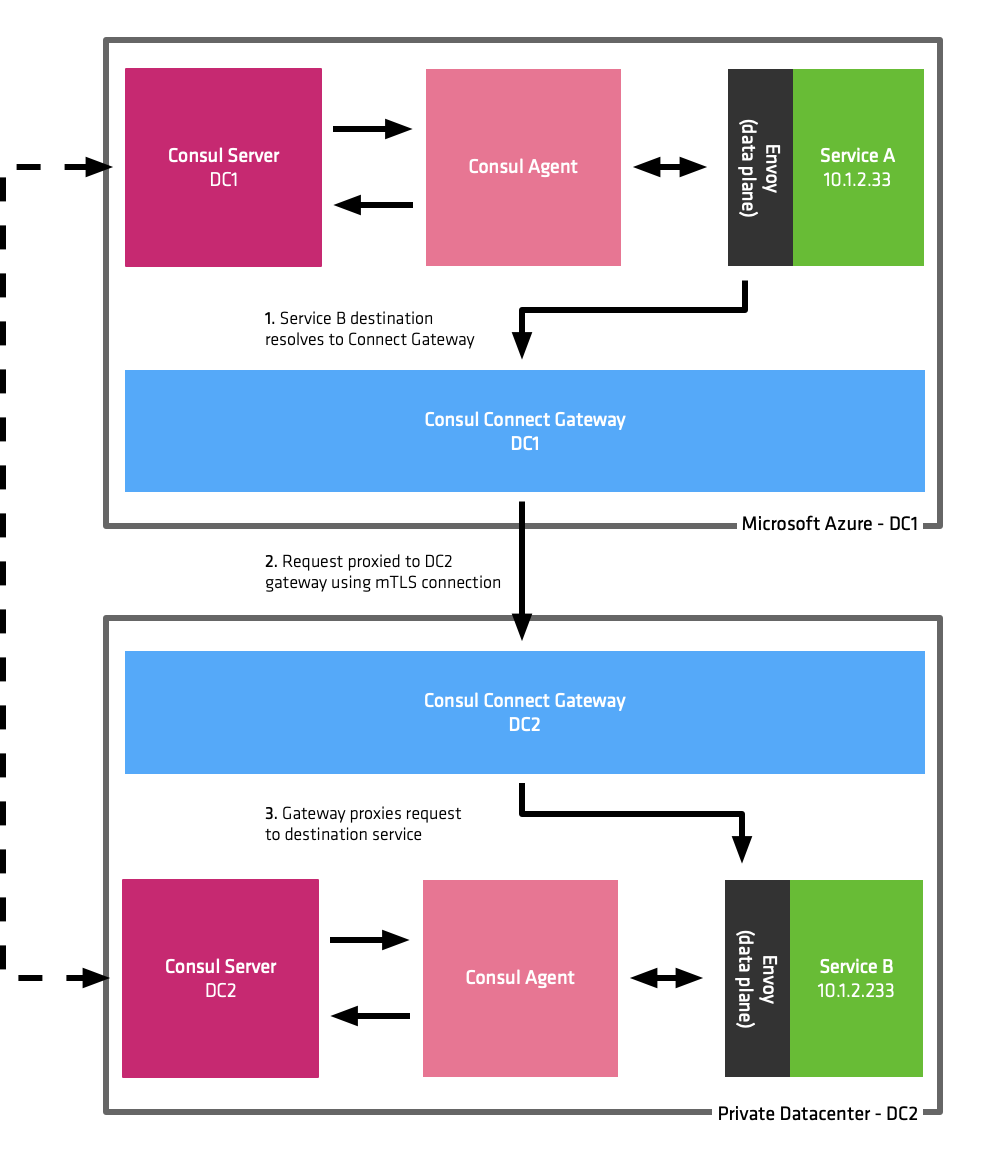 Consul Server
DC1
Consul Agent
Envoy
(data plane)
Service A
10.1.2.33
1. Service B destination
resolves to Connect Gateway
Consul Connect Gateway
DC1
Microsoft Azure - DC1
2. Request proxied to DC2
gateway using mTLS connection
Consul Connect Gateway
DC2
3. Gateway proxies request
to destination service
Consul Server
DC2
Consul Agent
Envoy
(data plane)
Service B
10.1.2.233
Private Datacenter - DC2